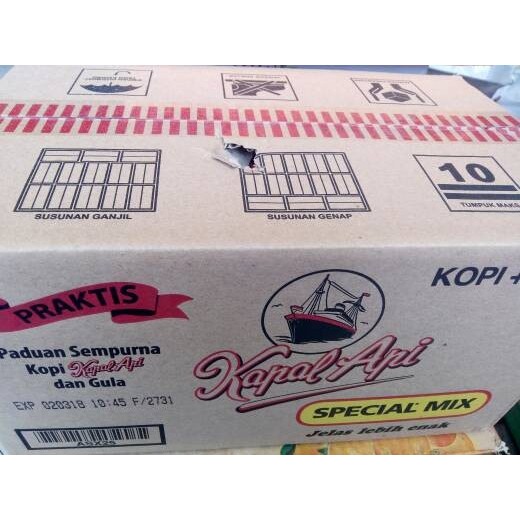 SUSUNAN GANJIL
SUSUNAN GENAP
10
TUMPUK MAKS
PRAKTIS
Paduan Sempurna
Kopi Kapal Api
dan Gula
EXP 020318 10:45 F/2731
KOPI +
Kapal Api
SPECIAL MIX
Jelas lebih enak